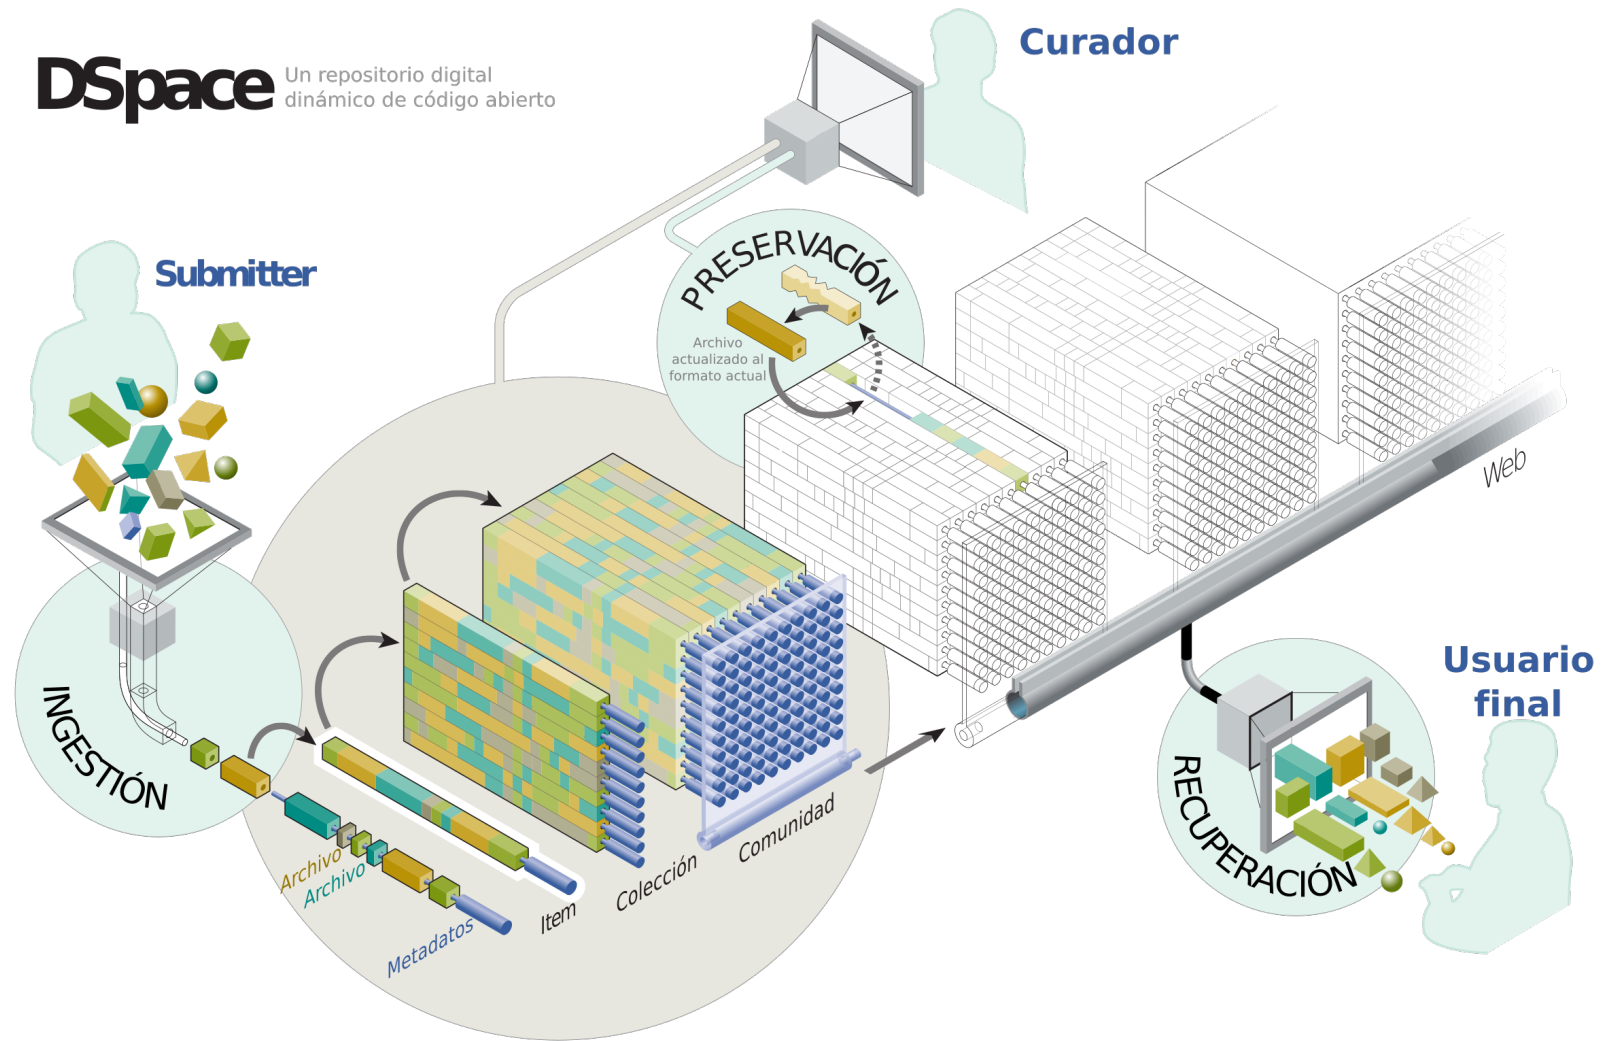 DSpace
Un repositorio digital
dinámico de código abierto
Curador
Submitter
PRESERVACIÓN
Archivo
actualizado al
formato actual
Web
INGESTIÓN
Archivo
Archivo
Metadatos
Item
Colección
Comunidad
Usuario
final
RECUPERACIÓN